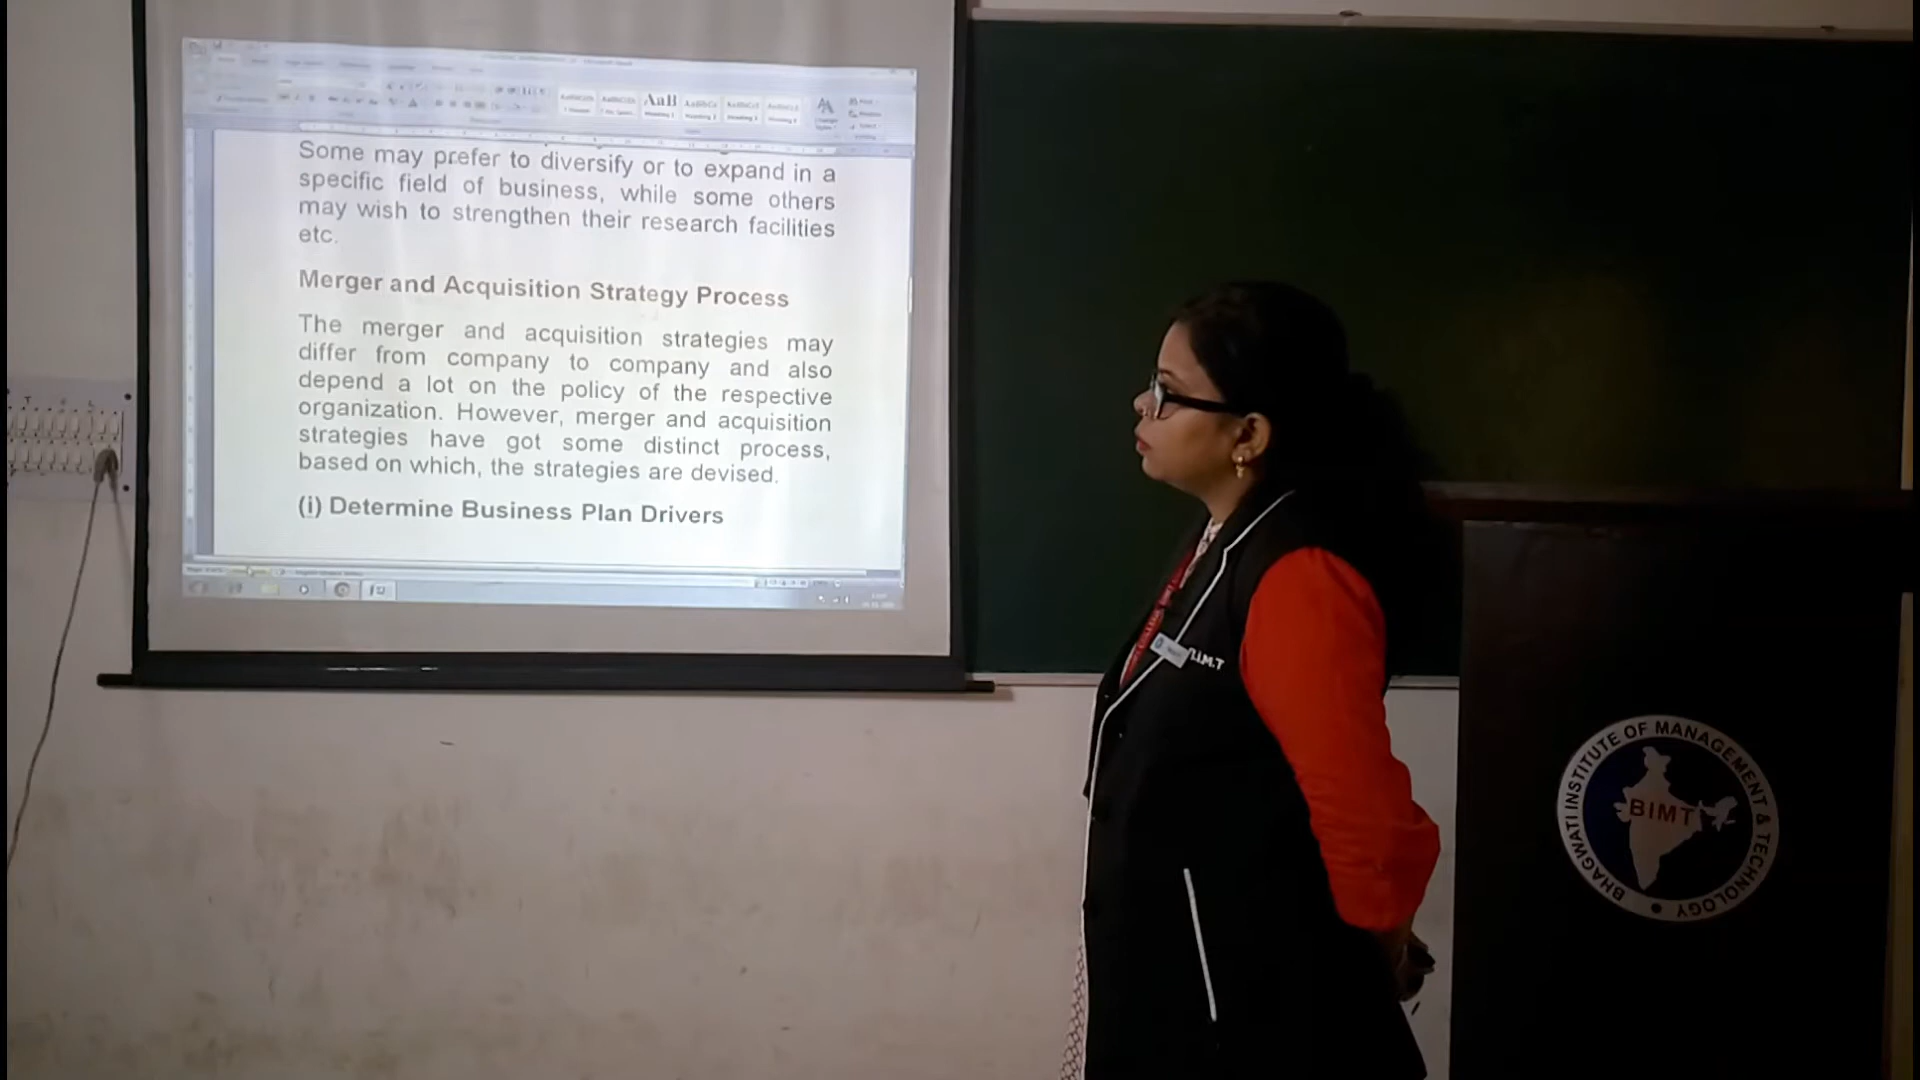 AaB
Some may prefer to diversify or to expand in a
specific field of business, while some others
may wish to strengthen their research facilities
etc.
Merger and Acquisition Strategy Process
The merger and acquisition strategies may
differ from company to company and also
depend a lot on the policy of the respective
organization. However, merger and acquisition
strategies have got some distinct process,
based on which, the strategies are devised.
(i) Determine Business Plan Drivers
B.I.M.T
BHAGWATI INSTITUTE OF MANAGEMENT & TECHNOLOGY
BIMT